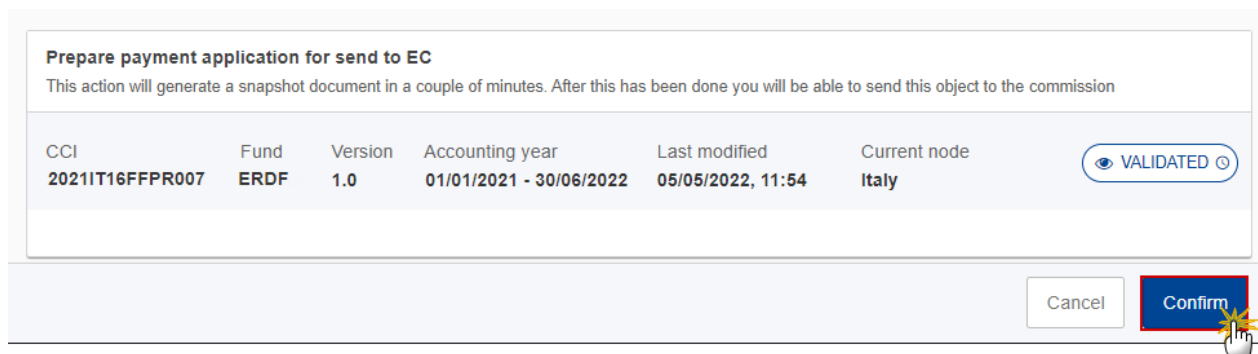 Prepare payment application for send to EC
This action will generate a snapshot document in a couple of minutes. After this has been done you will be able to send this object to the commission
CCI Fund Version Accounting year Last modified Current node
2021IT16FFPR007 ERDF 1.0 01/01/2021 - 30/06/2022 05/05/2022, 11:54 Italy
VALIDATED
Cancel Confirm